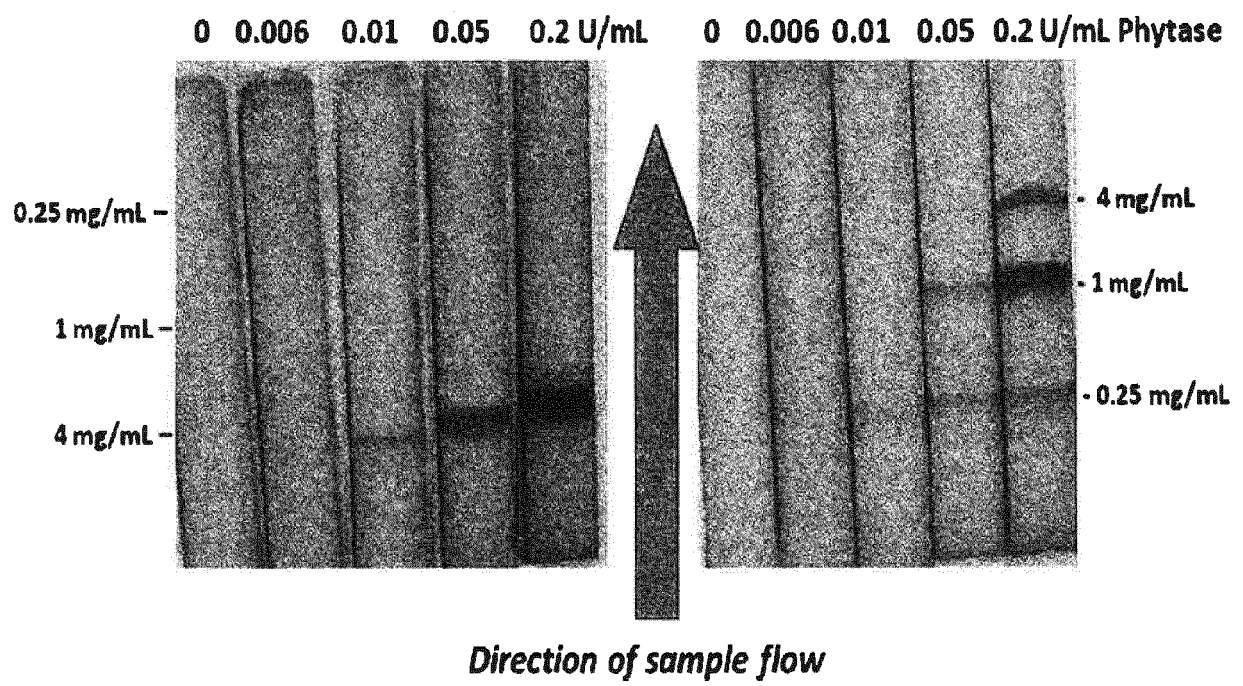 0 0.006 0.01 0.05 0.2 U/mL 0 0.006 0.01 0.05 0.2 U/mL Phytase
0.25 mg/mL
1 mg/mL
4 mg/mL
4 mg/mL
1 mg/mL
0.25 mg/mL
Direction of sample flow